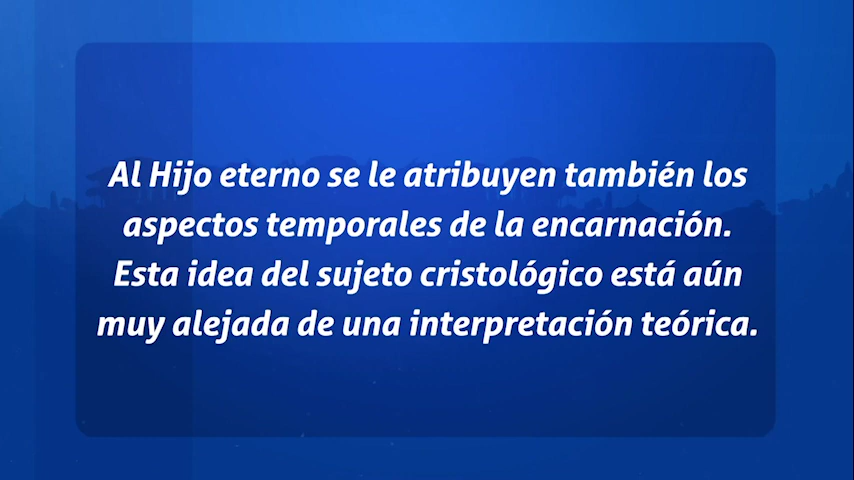 Al Hijo eterno se le atribuyen también los
aspectos temporales de la encarnación.
Esta idea del sujeto cristológico está aún
muy alejada de una interpretación teórica.